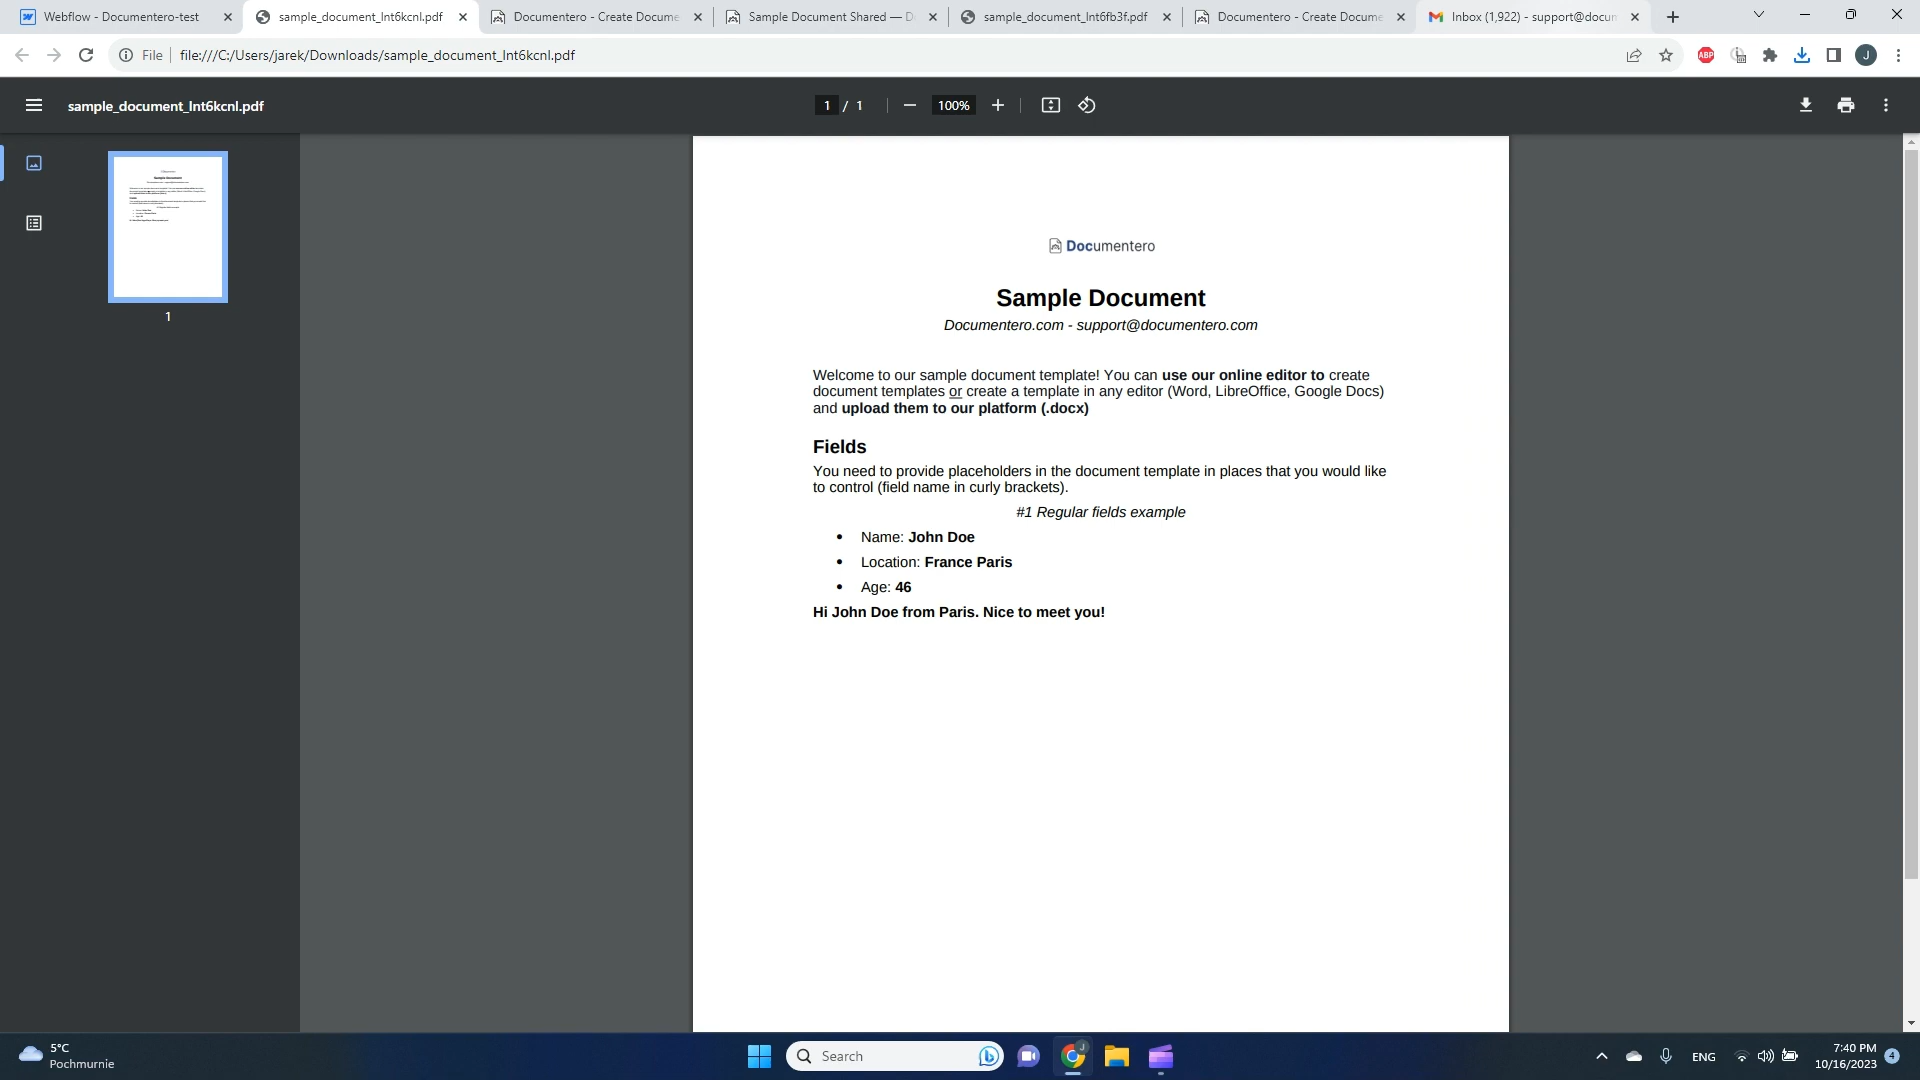 Webflow - Documentero-test
sample_document_lnt6kcnl.pdf
Documentero - Create Docume
Sample Document Shared — D
sample_document_lnt6fb3f.pdf
Documentero - Create Docume
Inbox (1,922) - support@docun
File
file:///C:/Users/jarek/Downloads/sample_document_lnt6kcnl.pdf
ABP
J
sample_document_lnt6kcnl.pdf
1 / 1
100%
1
Documentero
Sample Document
Documentero.com - support@documentero.com
Welcome to our sample document template! You can use our online editor to create
document templates or create a template in any editor (Word, LibreOffice, Google Docs)
and upload them to our platform (.docx)
Fields
You need to provide placeholders in the document template in places that you would like
to control (field name in curly brackets).
#1 Regular fields example
• Name: John Doe
• Location: France Paris
• Age: 46
Hi John Doe from Paris. Nice to meet you!
5°C
Pochmurnie
Search
J
ENG
7:40 PM
10/16/2023
4